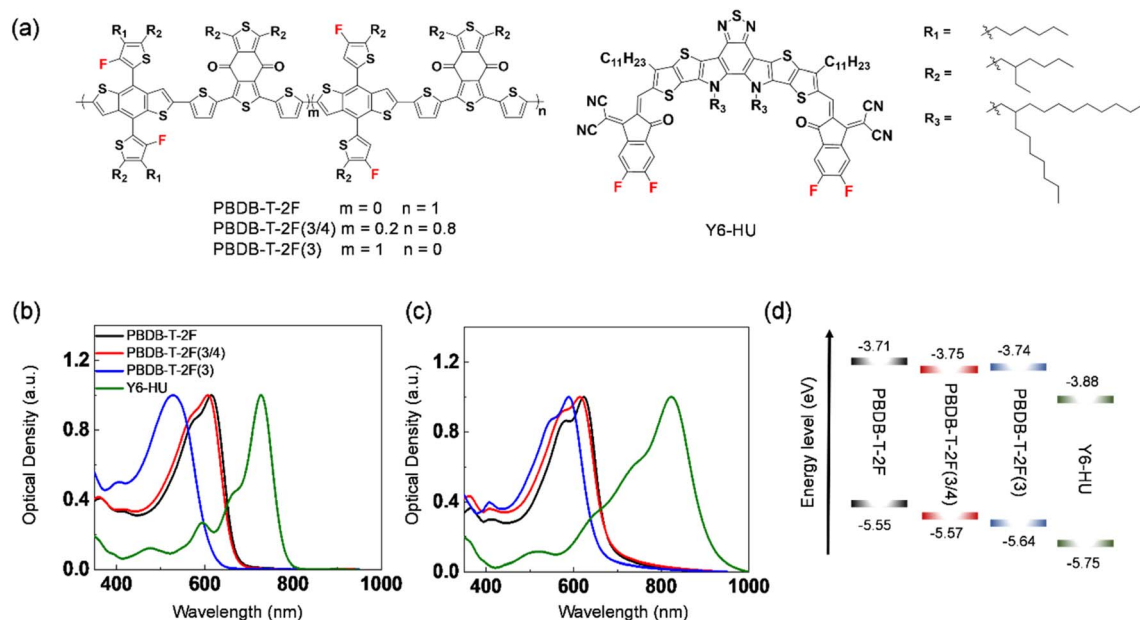 (a)
R₁ R₂ R₂ R₂ F R₂ R₂ R₂
F S S S S
O O O O
S S S S S S S S
m n
S F S
R₂ R₁ R₂ F
PBDB-T-2F m = 0 n = 1
PBDB-T-2F(3/4) m = 0.2 n = 0.8
PBDB-T-2F(3) m = 1 n = 0
S
N N
C₁₁H₂₃ S S C₁₁H₂₃
S N N S
R₃ R₃
NC CN
CN O O CN
F F F F
Y6-HU
R₁ =
R₂ =
R₃ =
(b)
PBDB-T-2F
PBDB-T-2F(3/4)
PBDB-T-2F(3)
Y6-HU
Optical Density (a.u.)
1.2
0.8
0.4
0.0
400 600 800 1000
Wavelength (nm)
(c)
Optical Density (a.u.)
1.2
0.8
0.4
0.0
400 600 800 1000
Wavelength (nm)
(d)
Energy level (eV)
-3.71 -3.75 -3.74 -3.88
PBDB-T-2F
PBDB-T-2F(3/4)
PBDB-T-2F(3)
Y6-HU
-5.55 -5.57 -5.64 -5.75